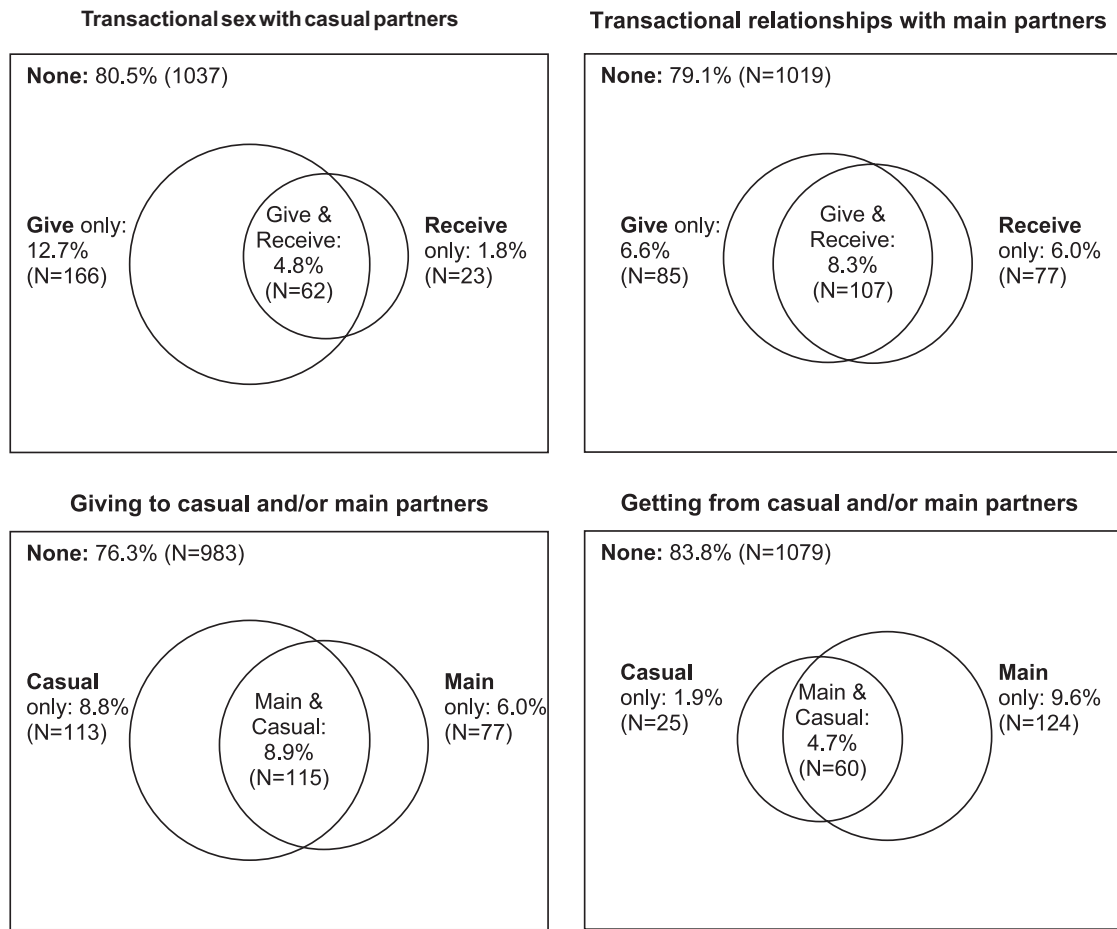 Transactional sex with casual partners
None: 80.5% (1037)
Give only:
12.7%
(N=166)
Give &
Receive:
4.8%
(N=62)
Receive
only: 1.8%
(N=23)
Transactional relationships with main partners
None: 79.1% (N=1019)
Give only:
6.6%
(N=85)
Give &
Receive:
8.3%
(N=107)
Receive
only: 6.0%
(N=77)
Giving to casual and/or main partners
None: 76.3% (N=983)
Casual
only: 8.8%
(N=113)
Main &
Casual:
8.9%
(N=115)
Main
only: 6.0%
(N=77)
Getting from casual and/or main partners
None: 83.8% (N=1079)
Casual
only: 1.9%
(N=25)
Main &
Casual:
4.7%
(N=60)
Main
only: 9.6%
(N=124)